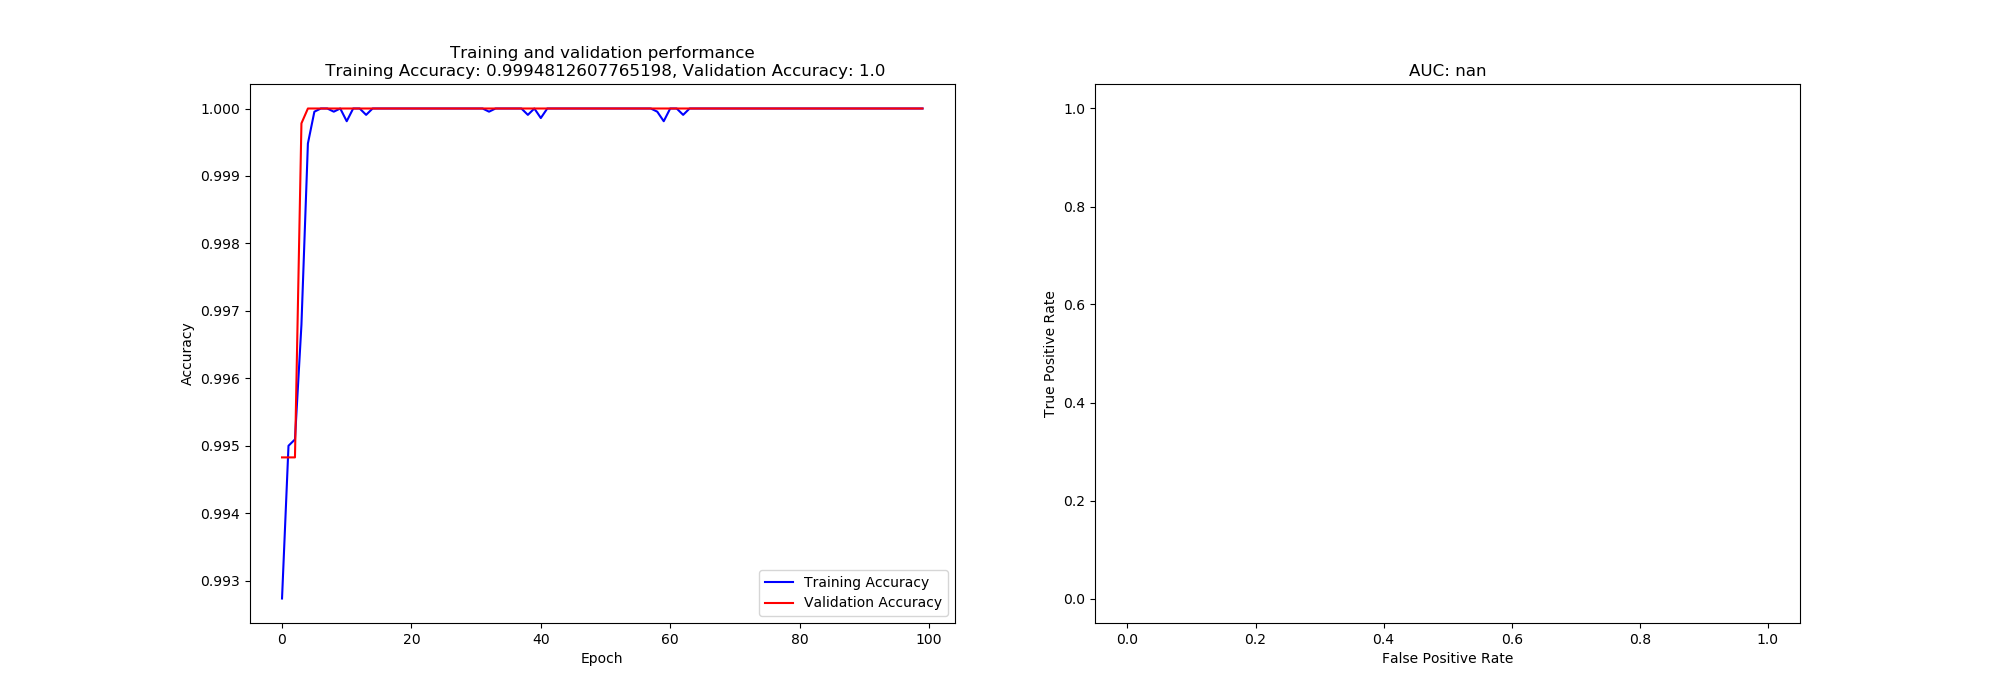 Training and validation performance
Training Accuracy: 0.9994812607765198, Validation Accuracy: 1.0
1.000
0.999
0.998
0.997
0.996
0.995
0.994
0.993
Accuracy
0 20 40 60 80 100
Epoch
Training Accuracy
Validation Accuracy
AUC: nan
1.0
0.8
0.6
0.4
0.2
0.0
True Positive Rate
0.0 0.2 0.4 0.6 0.8 1.0
False Positive Rate